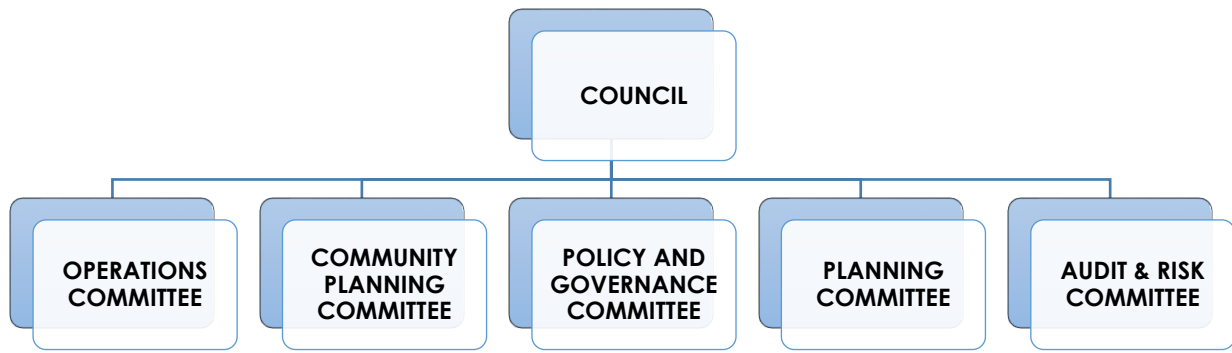 COUNCIL
OPERATIONS
COMMITTEE
COMMUNITY
PLANNING
COMMITTEE
POLICY AND
GOVERNANCE
COMMITTEE
PLANNING
COMMITTEE
AUDIT & RISK
COMMITTEE